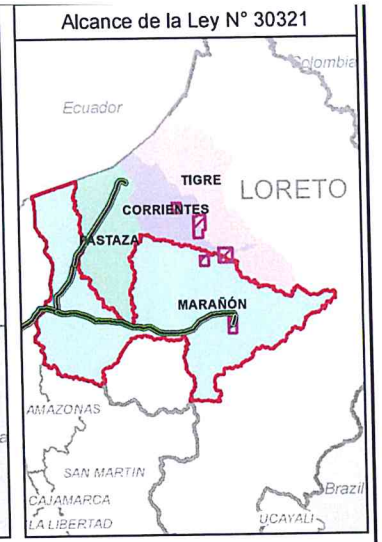 Alcance de la Ley N° 30321
Colombia
Ecuador
TIGRE
LORETO
CORRIENTES
PASTAZA
MARAÑÓN
AMAZONAS
SAN MARTIN
Brazil
CAJAMARCA
LA LIBERTAD
UCAYALI